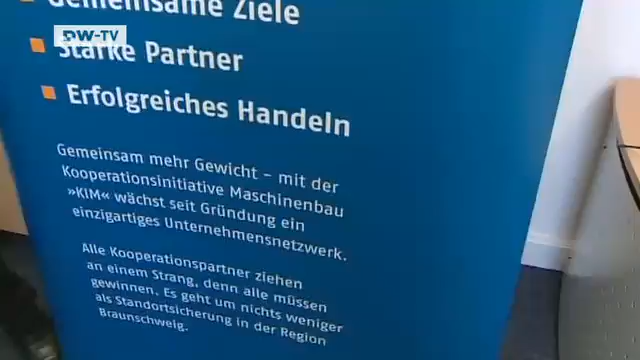 Gemeinsame Ziele
DW-TV
Starke Partner
Erfolgreiches Handeln
Gemeinsam mehr Gewicht – mit der
Kooperationsinitiative Maschinenbau
»KIM« wächst seit Gründung ein
einzigartiges Unternehmensnetzwerk.
Alle Kooperationspartner ziehen
an einem Strang, denn alle müssen
gewinnen. Es geht um nichts weniger
als Standortsicherung in der Region
Braunschweig.